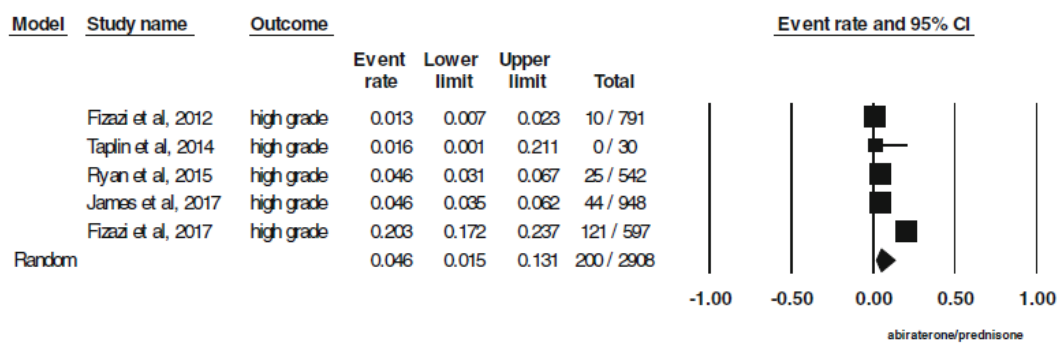 Model Study name Outcome Event rate and 95% CI
Event Lower Upper
rate limit limit Total
Fizazi et al, 2012 high grade 0.013 0.007 0.023 10 / 791
Taplin et al, 2014 high grade 0.016 0.001 0.211 0 / 30
Ryan et al, 2015 high grade 0.046 0.031 0.067 25 / 542
James et al, 2017 high grade 0.046 0.035 0.062 44 / 948
Fizazi et al, 2017 high grade 0.203 0.172 0.237 121 / 597
Random 0.046 0.015 0.131 200 / 2908
-1.00 -0.50 0.00 0.50 1.00
abiraterone/prednisone